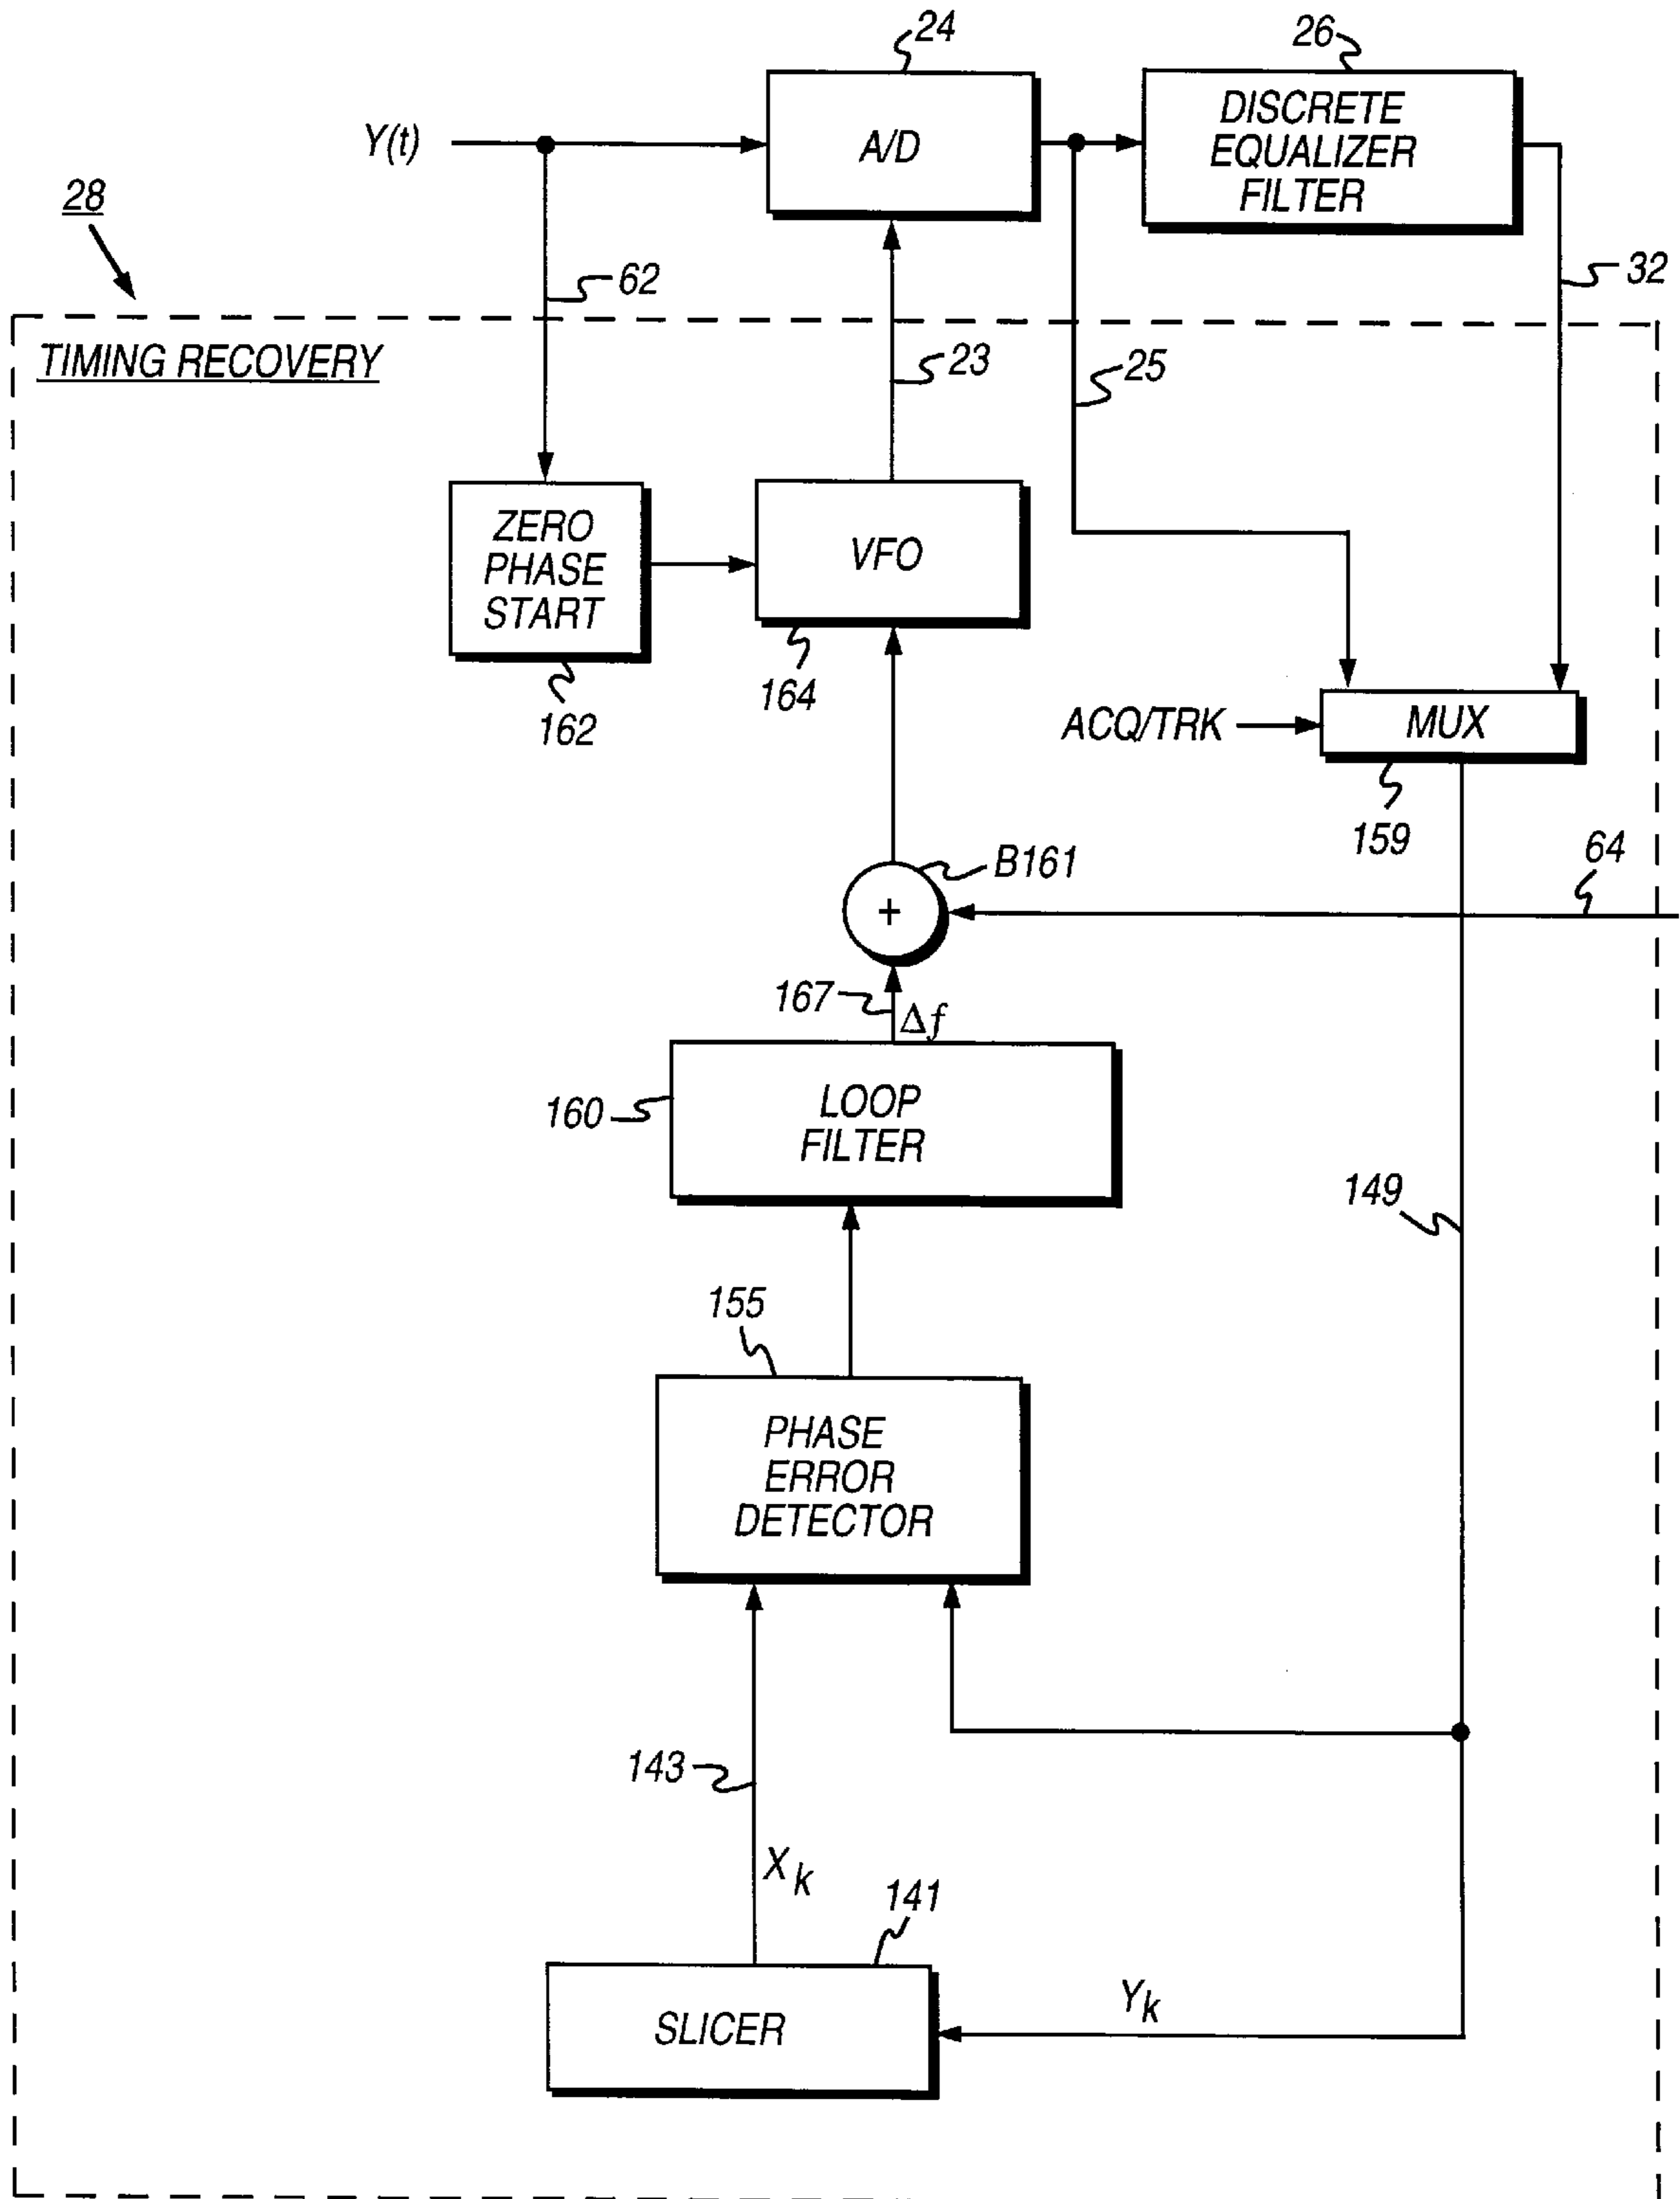 24
26
Y(t)
A/D
DISCRETE
EQUALIZER
FILTER
28
62
32
TIMING RECOVERY
23
25
ZERO
PHASE
START
VFO
162
164
ACQ/TRK
MUX
159
B161
64
+
167
Δf
160
LOOP
FILTER
149
155
PHASE
ERROR
DETECTOR
143
Xk
141
SLICER
Yk